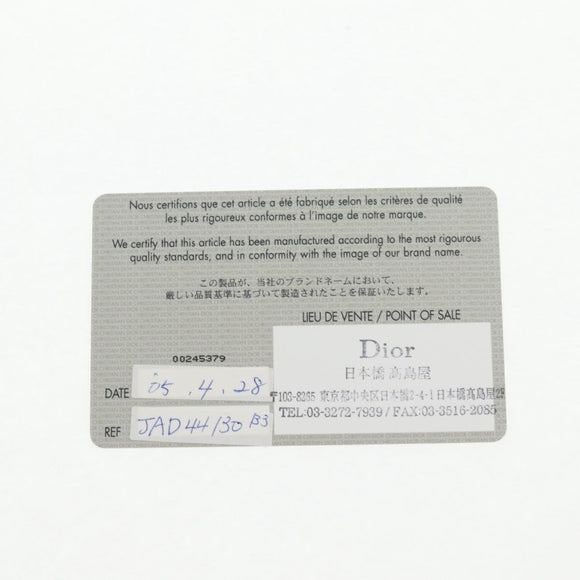 Nous certifions que cet article a été fabriqué selon les critères de qualité
les plus rigoureux conformes à l'image de notre marque.
We certify that this article has been manufactured according to the most rigourous
quality standards, and in conformity with the image of our brand name.
この製品が、当社のブランドネームにおいて、
厳しい品質基準に基づいて製造されたことを保証いたします。
LIEU DE VENTE / POINT OF SALE
Dior
日本橋髙島屋
〒103-8265 東京都中央区日本橋2-4-1日本橋髙島屋2F
TEL:03-3272-7939/FAX:03-3516-2085
00245379
DATE '05.4.28
REF JAD44/30 B3